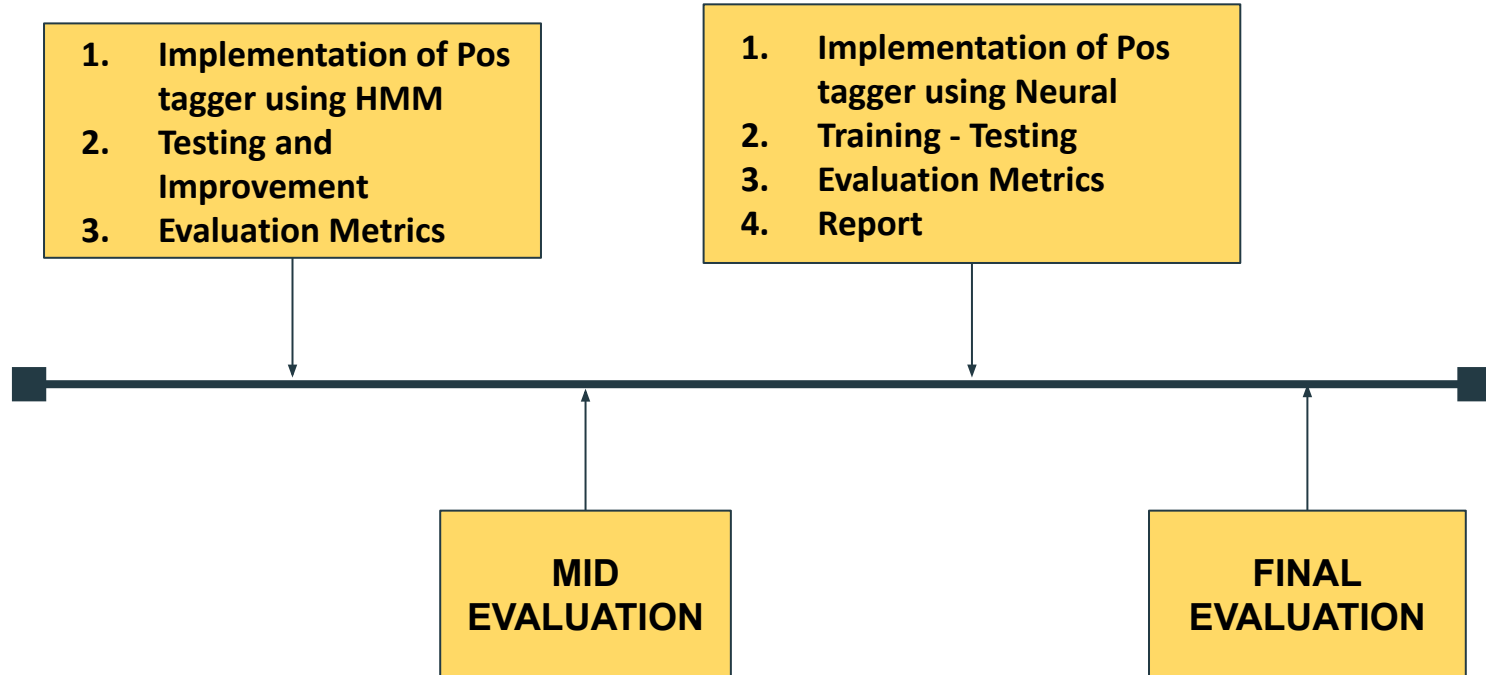 1. Implementation of Pos
tagger using HMM
2. Testing and
Improvement
3. Evaluation Metrics
1. Implementation of Pos
tagger using Neural
2. Training - Testing
3. Evaluation Metrics
4. Report
MID
EVALUATION
FINAL
EVALUATION